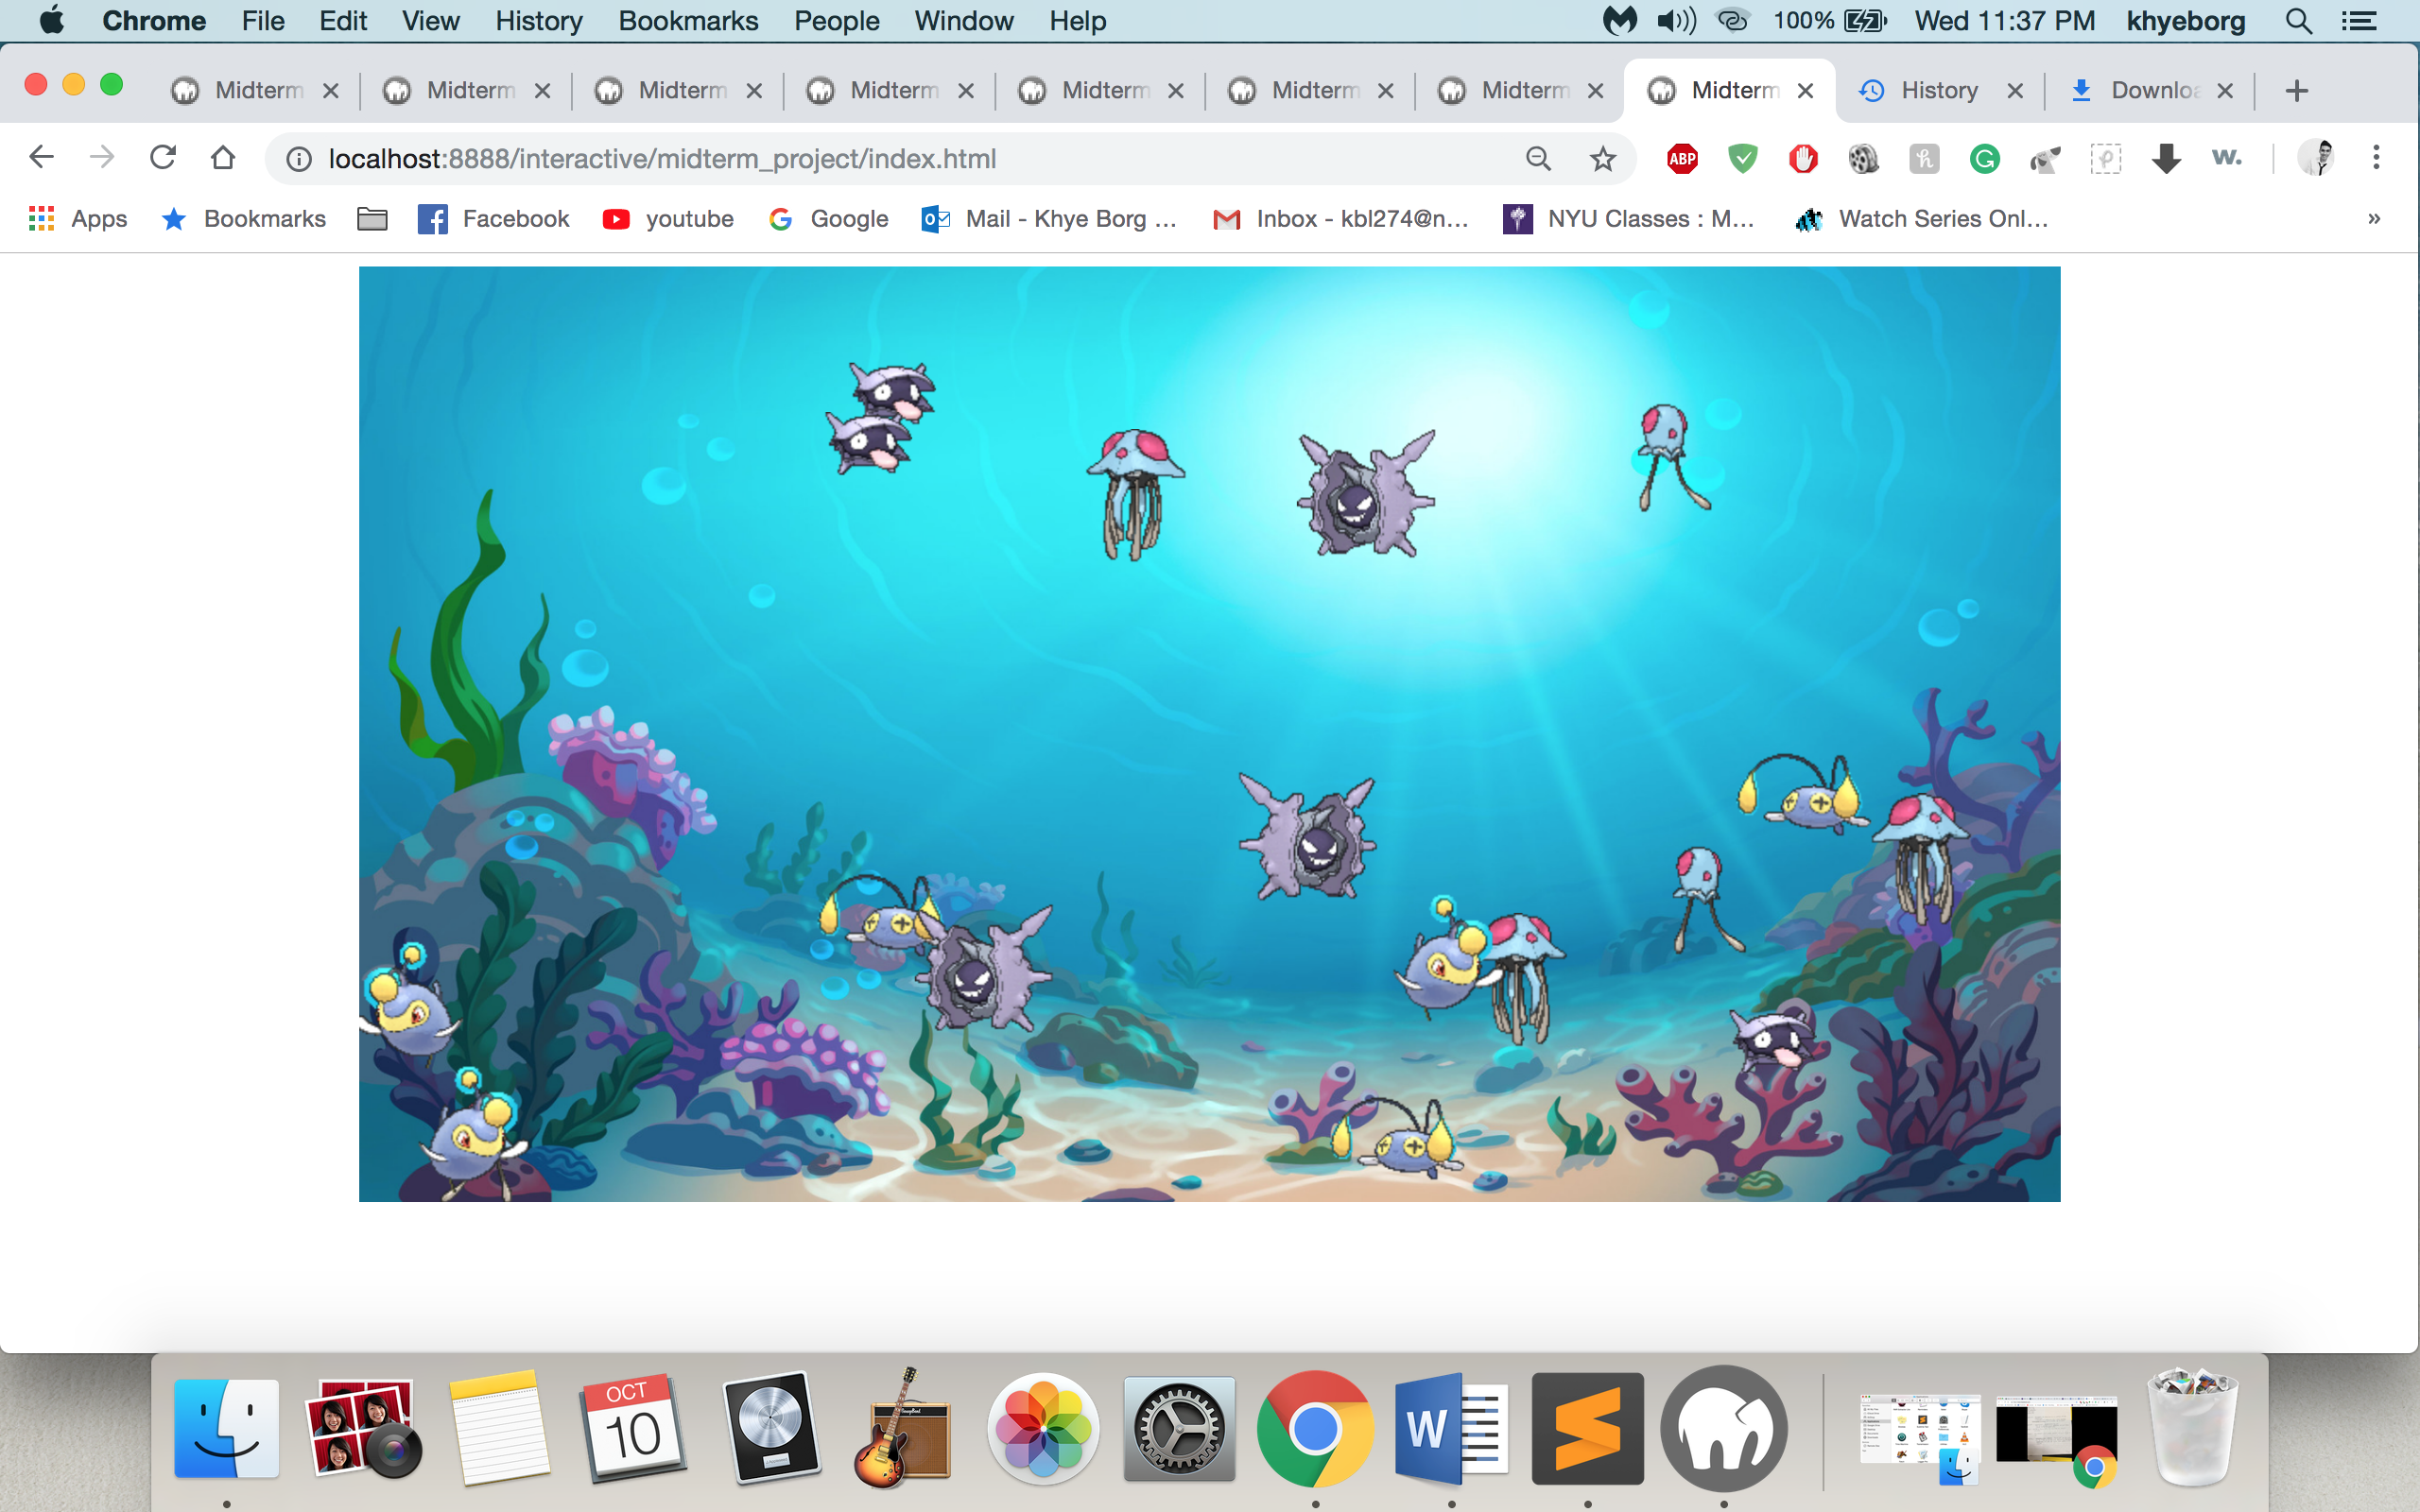 Chrome File Edit View History Bookmarks People Window Help 100% Wed 11:37 PM khyeborg
Midterm Midterm Midterm Midterm Midterm Midterm Midterm Midterm History Downloa
localhost:8888/interactive/midterm_project/index.html ABP h G p w.
Apps Bookmarks Facebook youtube Google Mail - Khye Borg ... Inbox - kbl274@n... NYU Classes : M... Watch Series Onl... »
OCT
10
W